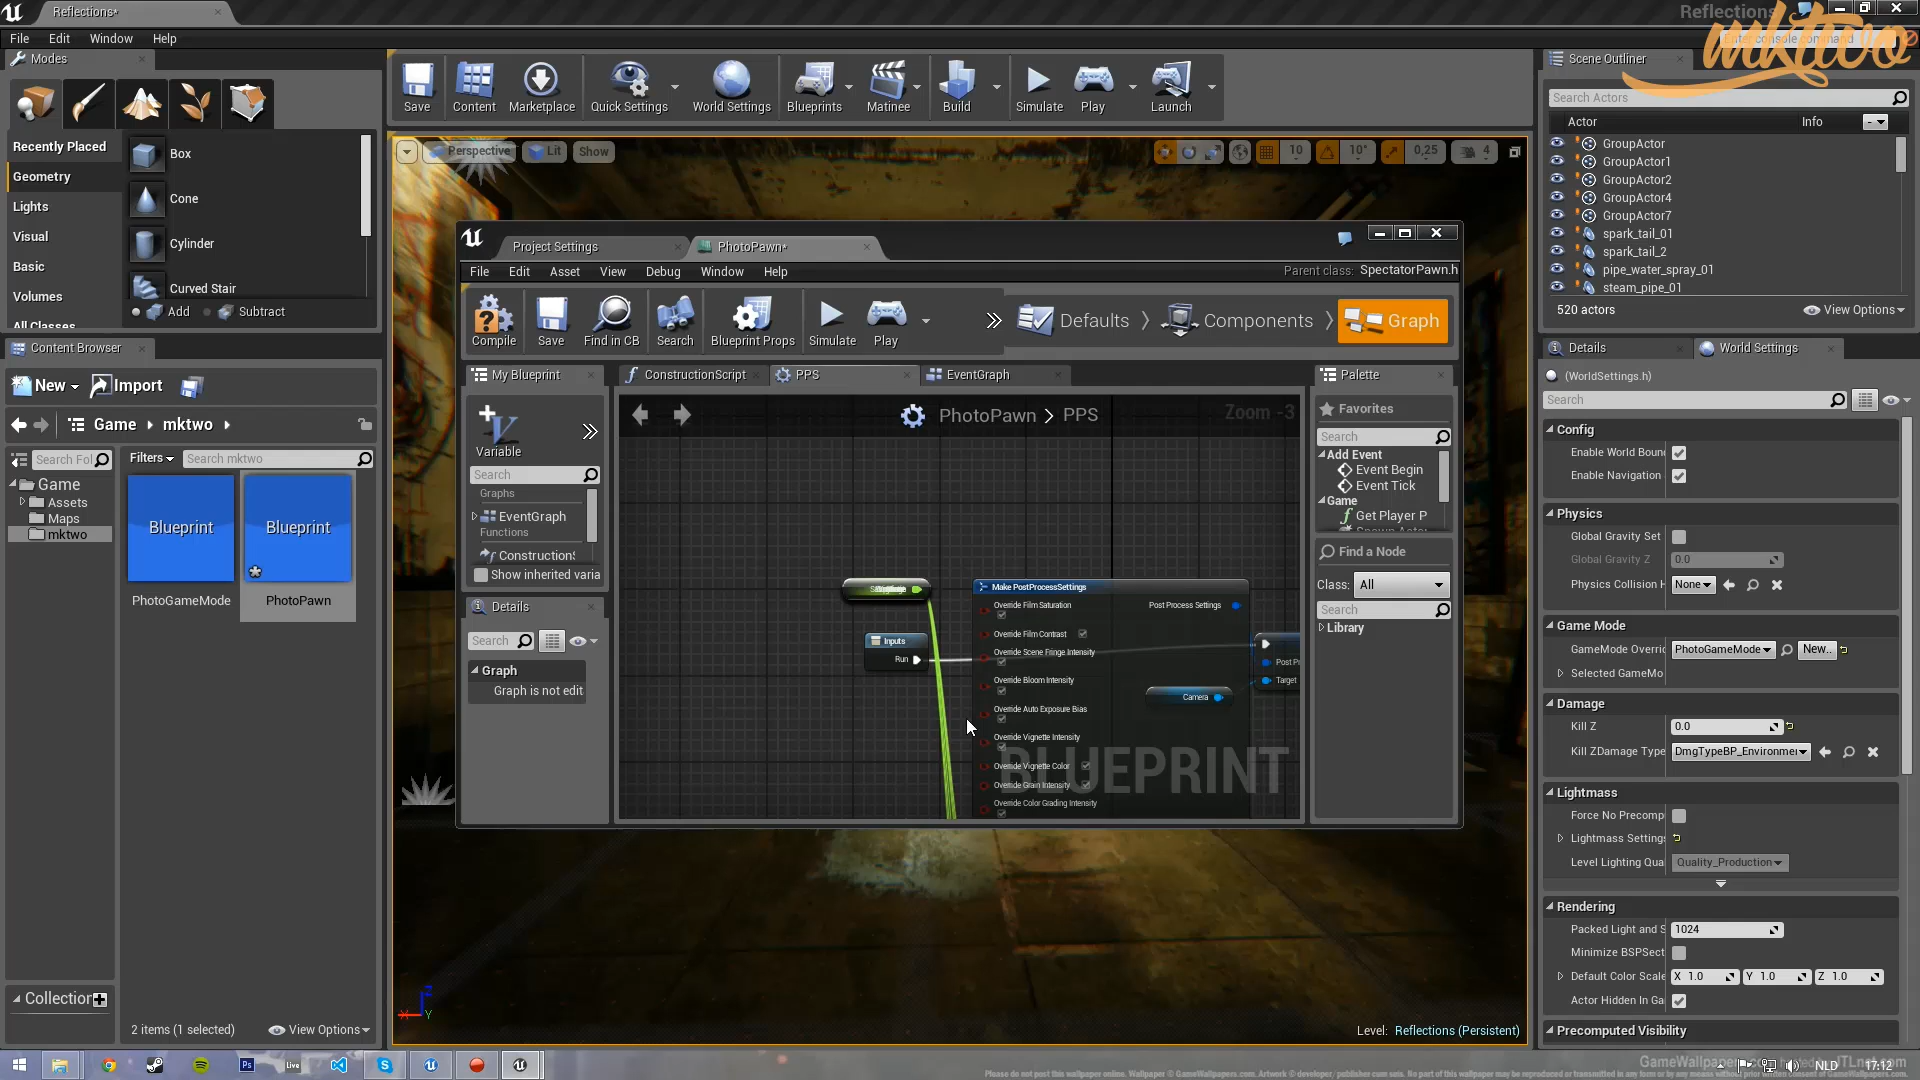 Reflections*
Reflections
mktwo
File Edit Window Help
Modes
Recently Placed
Geometry
Lights
Visual
Basic
Volumes
All Classes
Box
Cone
Cylinder
Curved Stair
Add Subtract
Save Content Marketplace Quick Settings World Settings Blueprints Matinee Build Simulate Play Launch
Perspective Lit Show
10 10° 0,25 4
Scene Outliner
Search Actors
Actor Info
GroupActor
GroupActor1
GroupActor2
GroupActor4
GroupActor7
spark_tail_01
spark_tail_2
pipe_water_spray_01
steam_pipe_01
520 actors View Options
Content Browser
New Import
Game mktwo
Search Fol Filters Search mktwo
Game
Assets
Maps
mktwo
Blueprint Blueprint
PhotoGameMode PhotoPawn
Collection
2 items (1 selected) View Options
Project Settings PhotoPawn*
File Edit Asset View Debug Window Help
Parent class: SpectatorPawn.h
Compile Save Find in CB Search Blueprint Props Simulate Play
Defaults Components Graph
My Blueprint
Variable
Search
Graphs
EventGraph
Functions
ConstructionS
Show inherited varia
Details
Search
Graph
Graph is not edit
ConstructionScript PPS EventGraph
PhotoPawn > PPS
Zoom -3
Inputs
Run
Make PostProcessSettings
Override Film Saturation Post Process Settings
Override Film Contrast
Override Scene Fringe Intensity
Override Bloom Intensity
Override Auto Exposure Bias
Override Vignette Intensity
Override Vignette Color
Override Grain Intensity
Override Color Grading Intensity
Camera
Post Pr
Target
BLUEPRINT
Palette
Favorites
Search
Add Event
Event Begin
Event Tick
Game
Get Player P
Find a Node
Class: All
Search
Library
Details World Settings
(WorldSettings.h)
Search
Config
Enable World Boun
Enable Navigation
Physics
Global Gravity Set
Global Gravity Z 0.0
Physics Collision H None
Game Mode
GameMode Overric PhotoGameMode New..
Selected GameMo
Damage
Kill Z 0.0
Kill ZDamage Type DmgTypeBP_Environmen
Lightmass
Force No Precomp
Lightmass Setting
Level Lighting Qua Quality_Production
Rendering
Packed Light and S 1024
Minimize BSPSect
Default Color Scale X 1.0 Y 1.0 Z 1.0
Actor Hidden In Ga
Precomputed Visibility
Level: Reflections (Persistent)
Ps
live
NLD 17:12